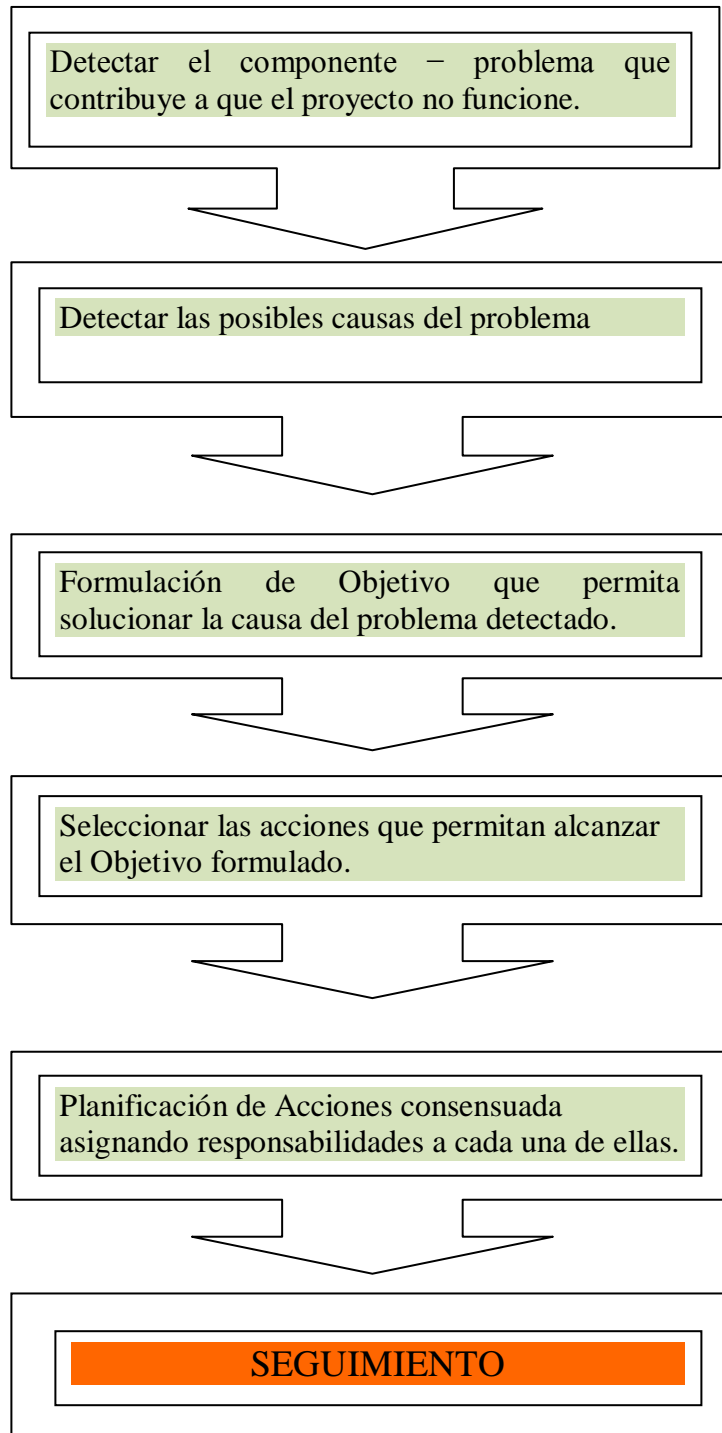 Detectar el componente − problema que
contribuye a que el proyecto no funcione.
Detectar las posibles causas del problema
Formulación de Objetivo que permita
solucionar la causa del problema detectado.
Seleccionar las acciones que permitan alcanzar
el Objetivo formulado.
Planificación de Acciones consensuada
asignando responsabilidades a cada una de ellas.
SEGUIMIENTO